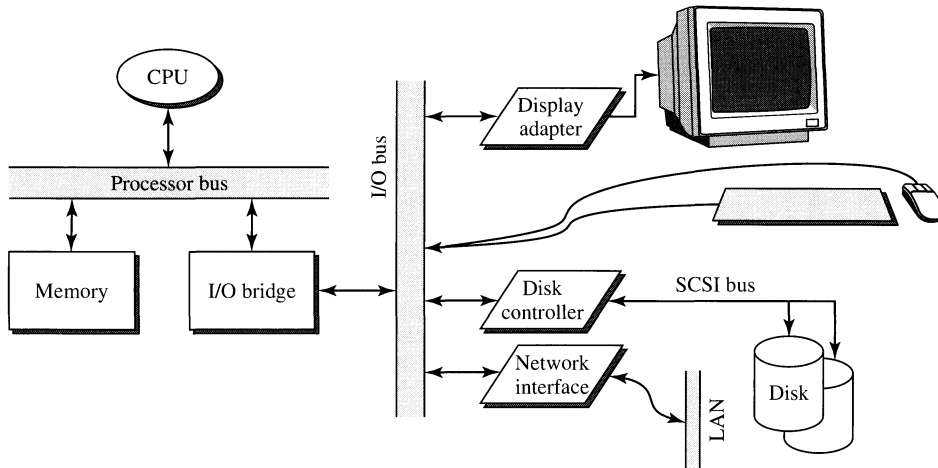 CPU
Processor bus
Memory
I/O bridge
I/O bus
Display
adapter
Disk
controller
SCSI bus
Network
interface
LAN
Disk